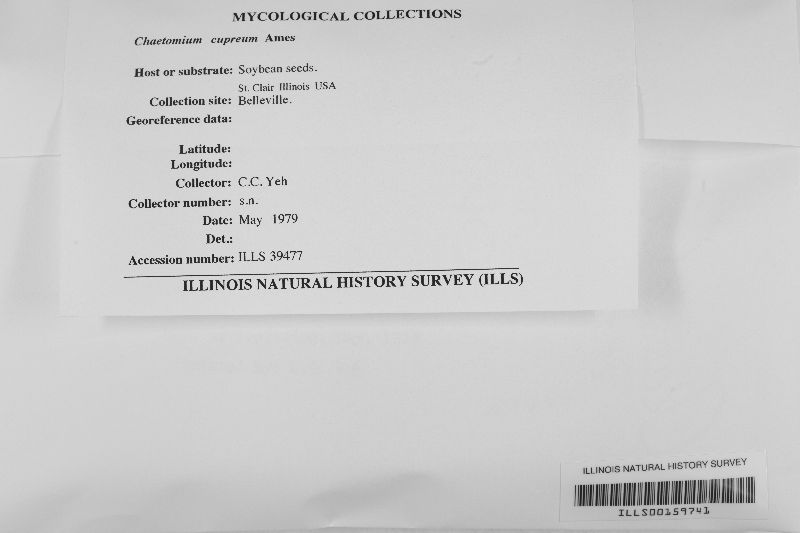 MYCOLOGICAL COLLECTIONS
Chaetomium cupreum Ames
Host or substrate: Soybean seeds.
St. Clair Illinois USA
Collection site: Belleville.
Georeference data:
Latitude:
Longitude:
Collector: C.C. Yeh
Collector number: s.n.
Date: May 1979
Det.:
Accession number: ILLS 39477
ILLINOIS NATURAL HISTORY SURVEY (ILLS)
ILLINOIS NATURAL HISTORY SURVEY
ILLS00159741